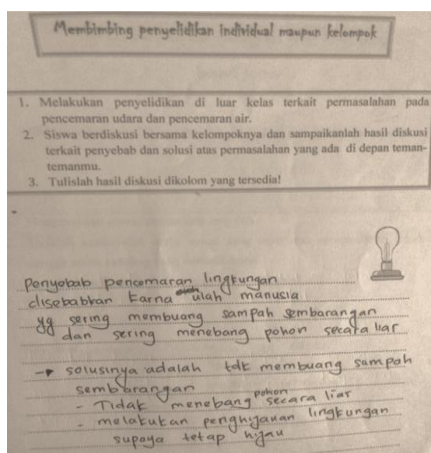 Membimbing penyelidikan individual maupun kelompok
1. Melakukan penyelidikan di luar kelas terkait permasalahan pada
pencemaran udara dan pencemaran air.
2. Siswa berdiskusi bersama kelompoknya dan sampaikanlah hasil diskusi
terkait penyebab dan solusi atas permasalahan yang ada di depan teman-
temanmu.
3. Tulislah hasil diskusi dikolom yang tersedia!
Penyebab pencemaran lingkungan
disebabkan karna ulah manusia
yg sering membuang sampah sembarangan
dan sering menebang pohon secara liar
→ solusinya adalah tdk membuang sampah
sembarangan
- Tidak menebang pohon secara liar
- melakukan penghijauan lingkungan
supaya tetap hijau